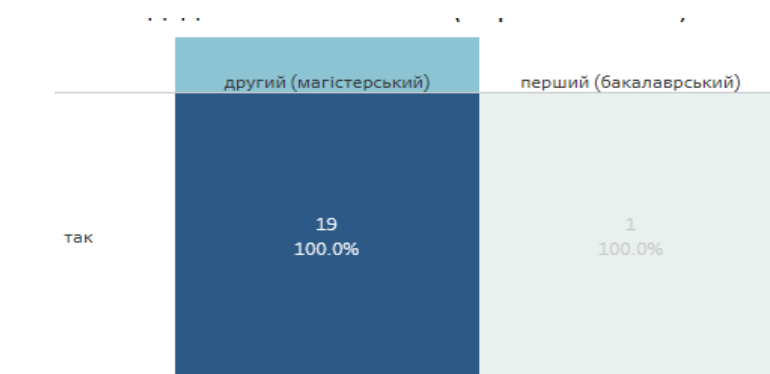 другий (магістерський) перший (бакалаврський)
так
19
100.0%
1
100.0%